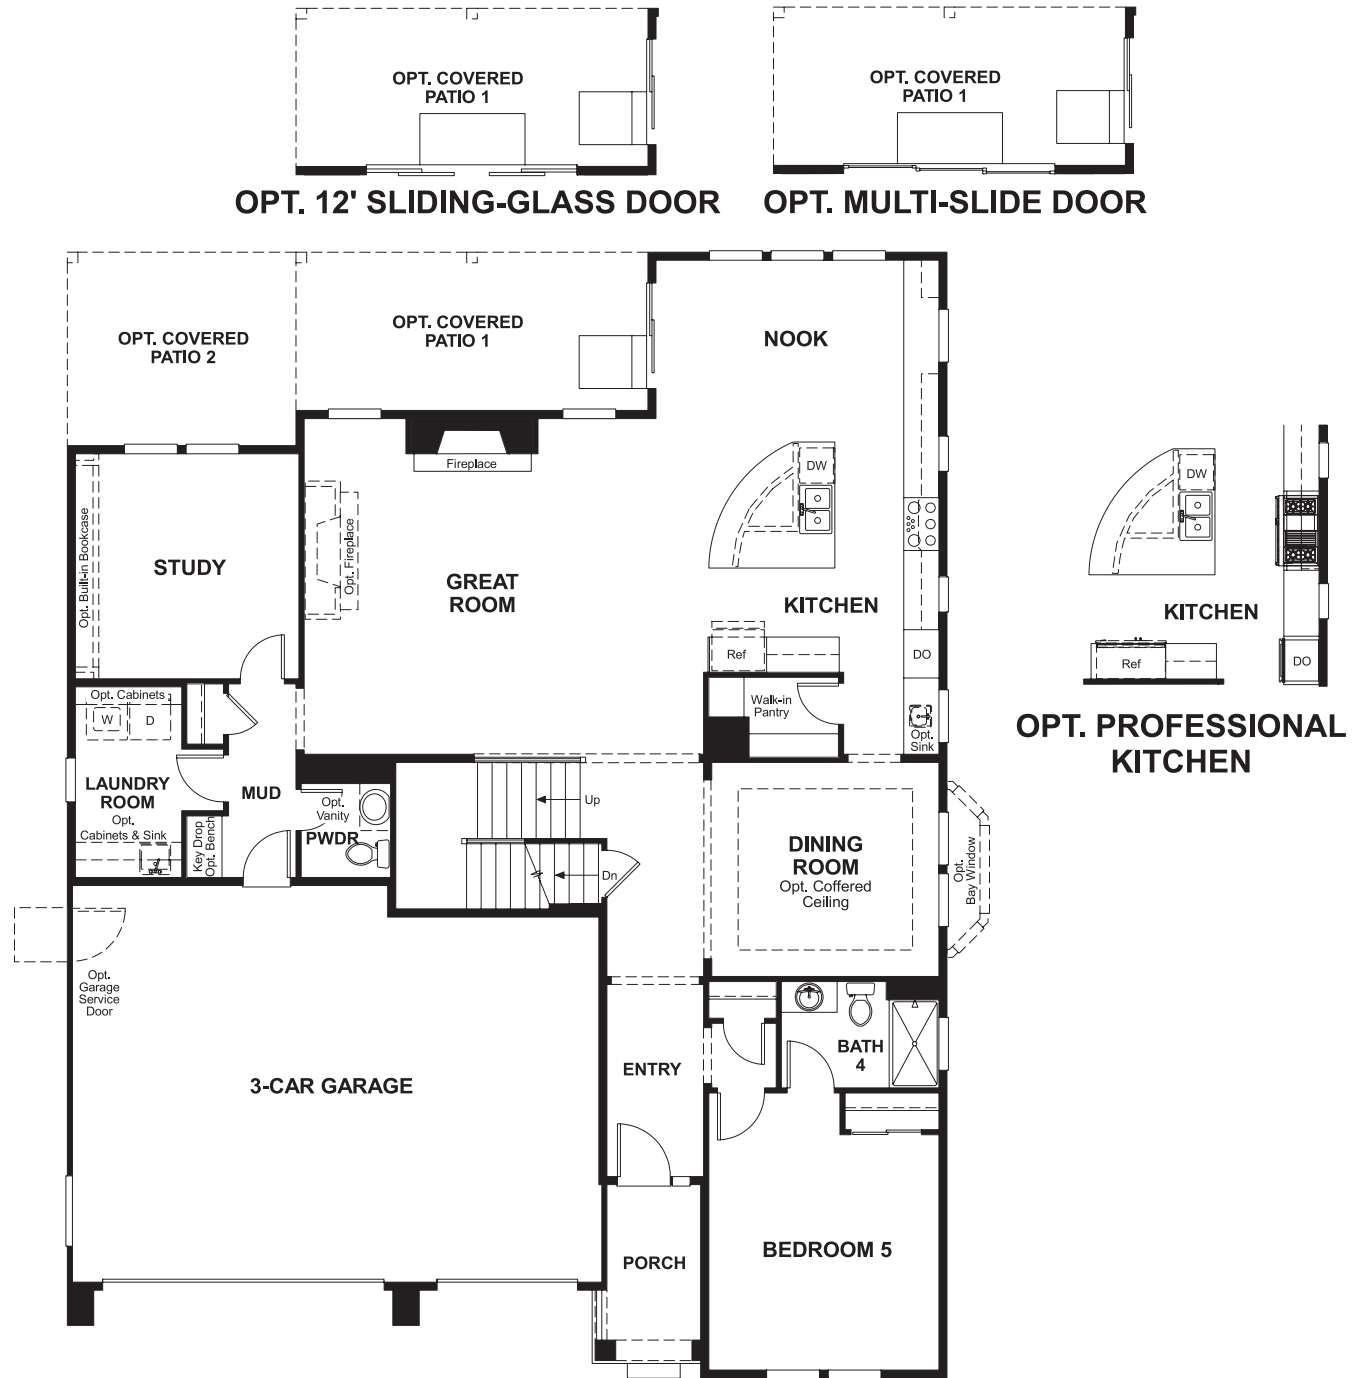 OPT. COVERED
PATIO 1
OPT. COVERED
PATIO 1
OPT. 12' SLIDING-GLASS DOOR
OPT. MULTI-SLIDE DOOR
OPT. COVERED
PATIO 2
OPT. COVERED
PATIO 1
NOOK
Fireplace
DW
Opt. Built-in Bookcase
STUDY
Opt. Fireplace
GREAT
ROOM
KITCHEN
Ref
DO
DW
KITCHEN
Ref
DO
OPT. PROFESSIONAL
KITCHEN
Opt. Cabinets
W
D
Walk-in
Pantry
Opt.
Sink
LAUNDRY
ROOM
Opt.
Cabinets & Sink
MUD
Key Drop
Opt. Bench
Opt.
Vanity
PWDR
Up
Dn
DINING
ROOM
Opt. Coffered
Ceiling
Opt.
Bay Window
Opt.
Garage
Service
Door
3-CAR GARAGE
ENTRY
BATH
4
PORCH
BEDROOM 5